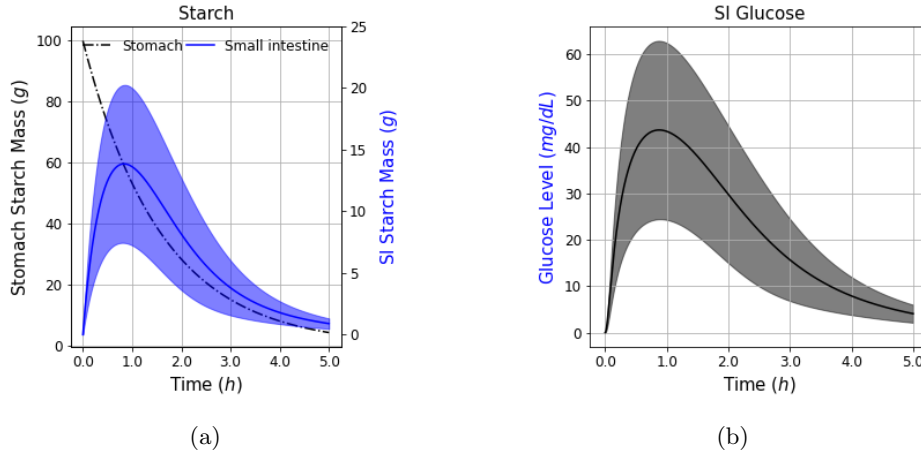 Starch
Stomach Starch Mass (g)
100
80
60
40
20
0
Stomach
Small intestine
25
20
15
10
5
0
SI Starch Mass (g)
0.0 1.0 2.0 3.0 4.0 5.0
Time (h)
(a)
SI Glucose
Glucose Level (mg/dL)
60
50
40
30
20
10
0
0.0 1.0 2.0 3.0 4.0 5.0
Time (h)
(b)